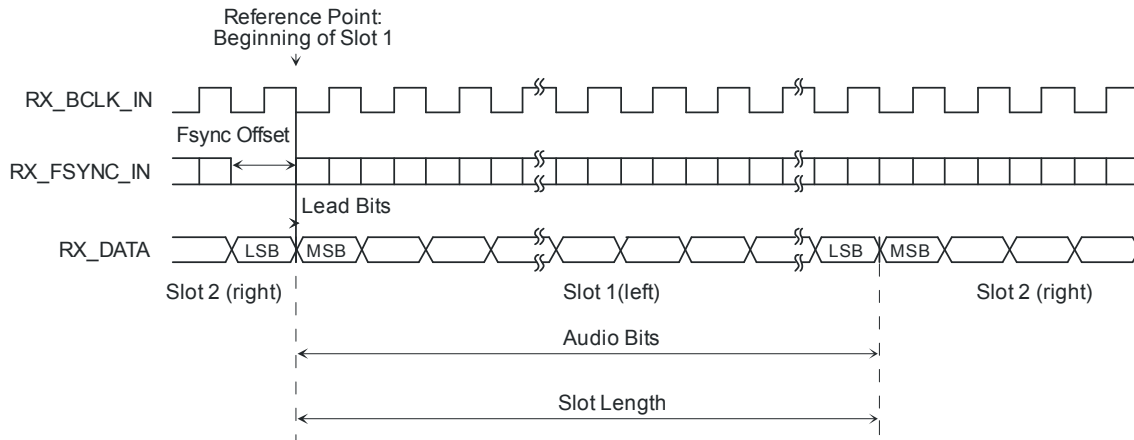 Reference Point:
Beginning of Slot 1
RX_BCLK_IN
Fsync Offset
RX_FSYNC_IN
Lead Bits
RX_DATA
LSB MSB LSB MSB
Slot 2 (right) Slot 1(left) Slot 2 (right)
Audio Bits
Slot Length